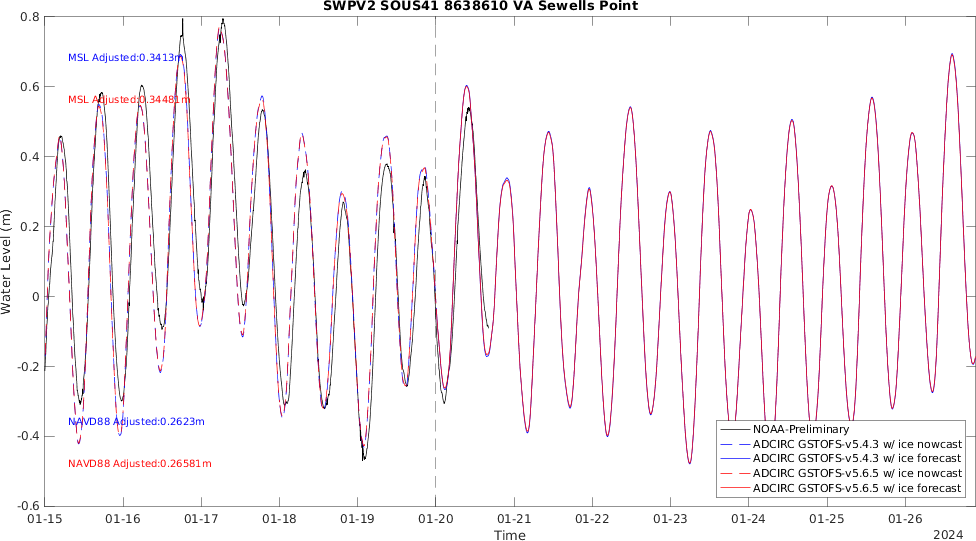 SWPV2 SOUS41 8638610 VA Sewells Point
0.8
0.6
0.4
0.2
0
-0.2
-0.4
-0.6
Water Level (m)
MSL Adjusted:0.3413m
MSL Adjusted:0.34481m
NAVD88 Adjusted:0.2623m
NAVD88 Adjusted:0.26581m
NOAA-Preliminary
ADCIRC GSTOFS-v5.4.3 w/ ice nowcast
ADCIRC GSTOFS-v5.4.3 w/ ice forecast
ADCIRC GSTOFS-v5.6.5 w/ ice nowcast
ADCIRC GSTOFS-v5.6.5 w/ ice forecast
01-15 01-16 01-17 01-18 01-19 01-20 01-21 01-22 01-23 01-24 01-25 01-26
Time
2024